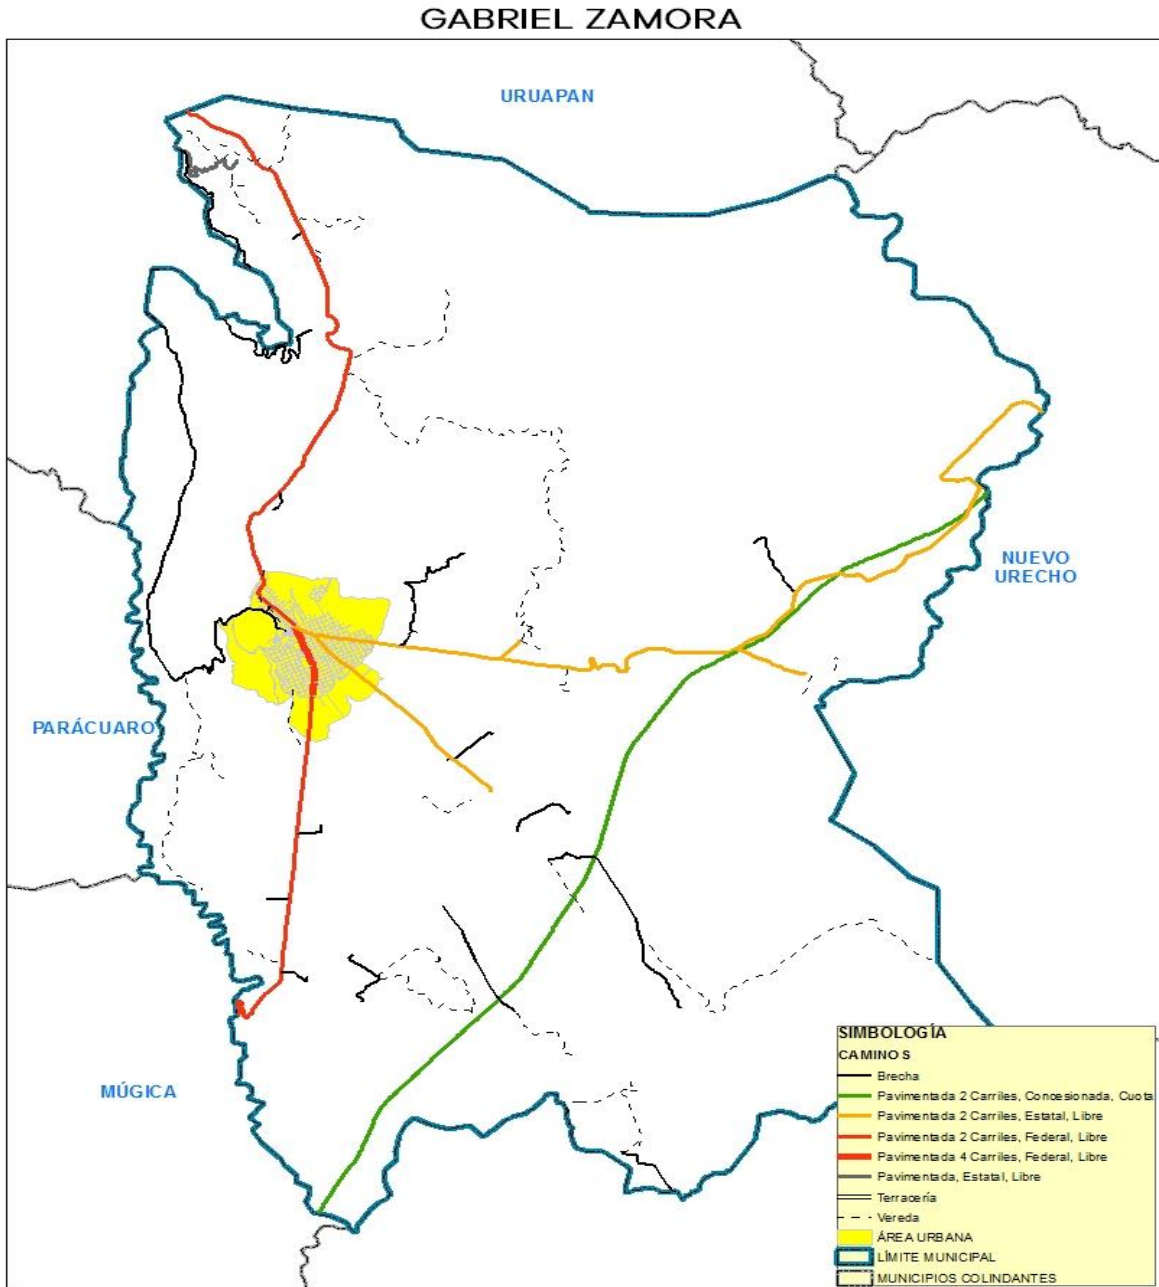 GABRIEL ZAMORA
URUAPAN
NUEVO
URECHO
PARÁCUARO
MÚGICA
SIMBOLOGÍA
CAMINOS
Brecha
Pavimentada 2 Carriles, Concesionada, Cuota
Pavimentada 2 Carriles, Estatal, Libre
Pavimentada 2 Carriles, Federal, Libre
Pavimentada 4 Carriles, Federal, Libre
Pavimentada, Estatal, Libre
Terracería
Vereda
ÁREA URBANA
LÍMITE MUNICIPAL
MUNICIPIOS COLINDANTES